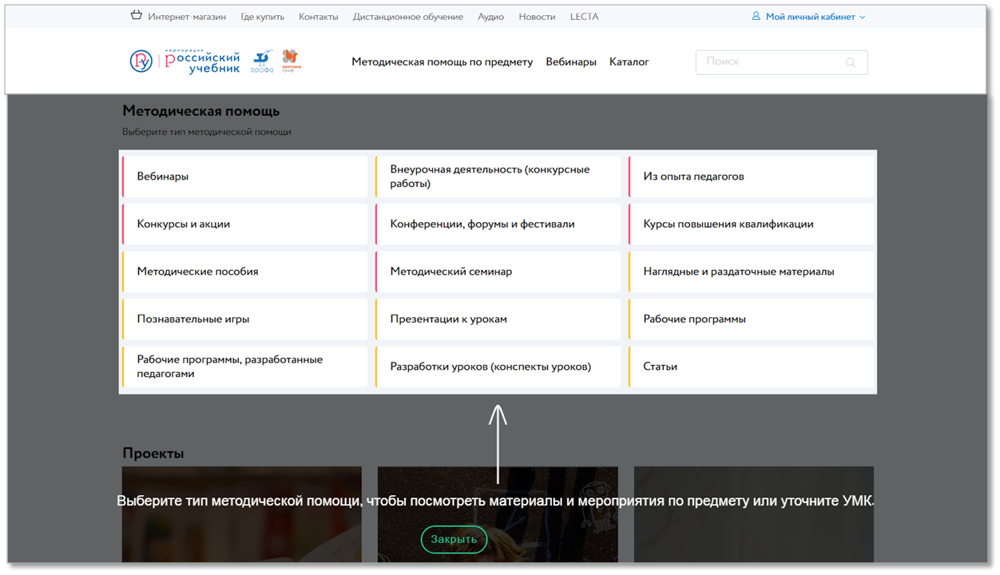 Интернет-магазин Где купить Контакты Дистанционное обучение Аудио Новости LECTA Мой личный кабинет
корпорация
российский
учебник
дрофа
вентана
граф
Методическая помощь по предмету Вебинары Каталог Поиск
Методическая помощь
Выберите тип методической помощи
Вебинары
Внеурочная деятельность (конкурсные
работы)
Из опыта педагогов
Конкурсы и акции
Конференции, форумы и фестивали
Курсы повышения квалификации
Методические пособия
Методический семинар
Наглядные и раздаточные материалы
Познавательные игры
Презентации к урокам
Рабочие программы
Рабочие программы, разработанные
педагогами
Разработки уроков (конспекты уроков)
Статьи
Проекты
Выберите тип методической помощи, чтобы посмотреть материалы и мероприятия по предмету или уточните УМК.
Закрыть